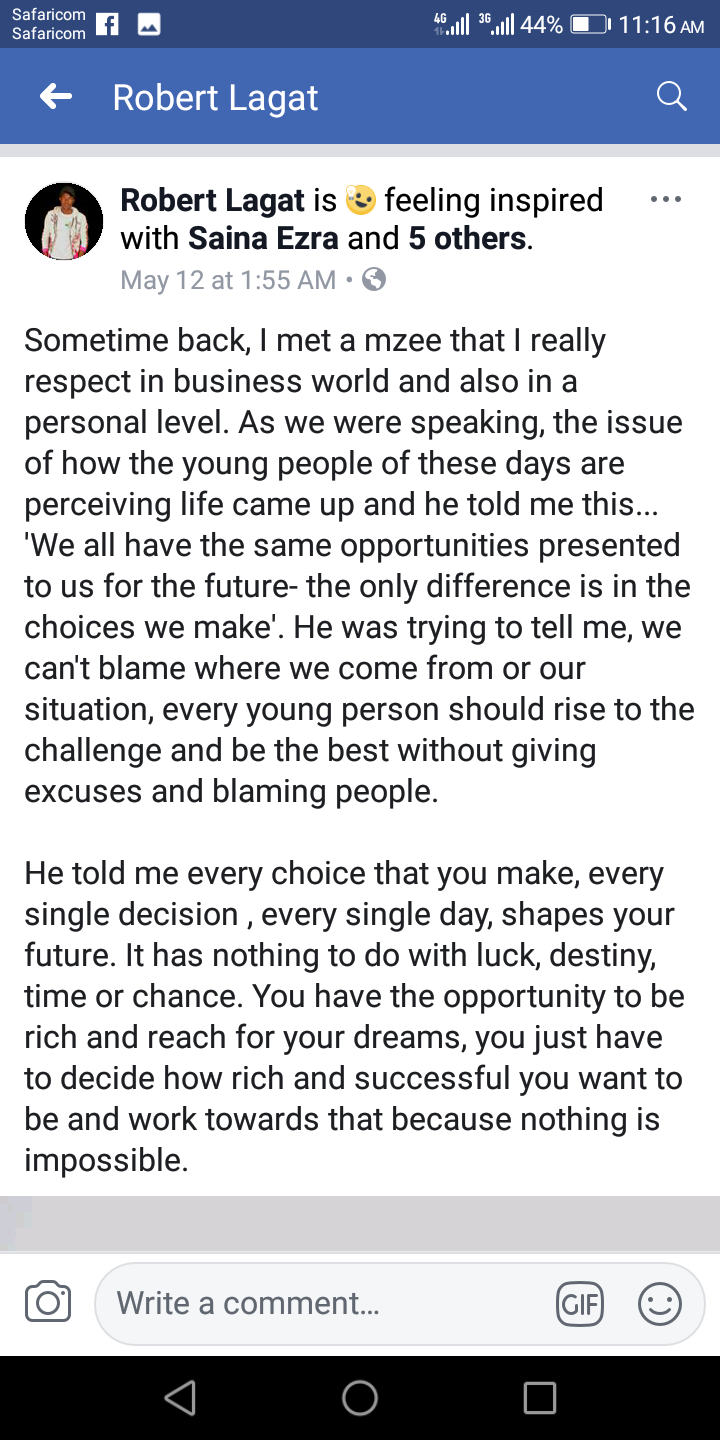 Safaricom
Safaricom
4G 3G 44% 11:16 AM
Robert Lagat
Robert Lagat is feeling inspired
with Saina Ezra and 5 others.
May 12 at 1:55 AM •
Sometime back, I met a mzee that I really
respect in business world and also in a
personal level. As we were speaking, the issue
of how the young people of these days are
perceiving life came up and he told me this...
'We all have the same opportunities presented
to us for the future- the only difference is in the
choices we make'. He was trying to tell me, we
can't blame where we come from or our
situation, every young person should rise to the
challenge and be the best without giving
excuses and blaming people.
He told me every choice that you make, every
single decision , every single day, shapes your
future. It has nothing to do with luck, destiny,
time or chance. You have the opportunity to be
rich and reach for your dreams, you just have
to decide how rich and successful you want to
be and work towards that because nothing is
impossible.
Write a comment...
GIF